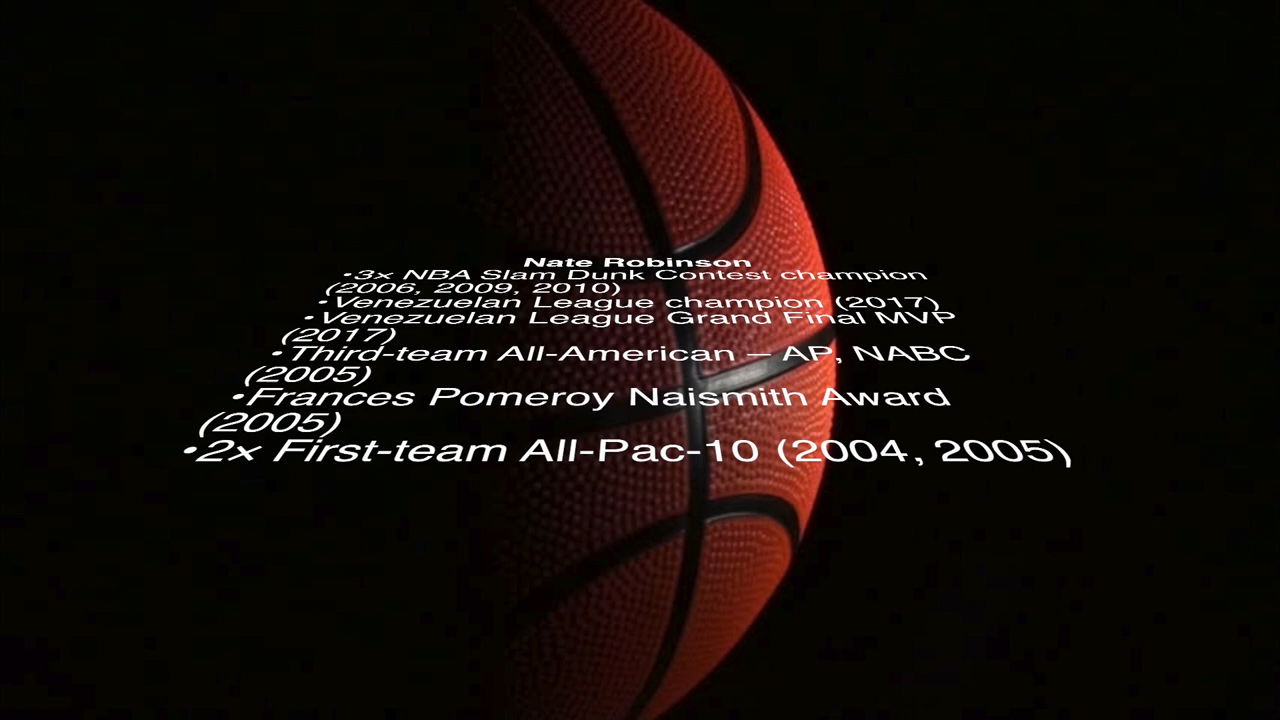 Nate Robinson
•3x NBA Slam Dunk Contest champion
(2006, 2009, 2010)
•Venezuelan League champion (2017)
•Venezuelan League Grand Final MVP
(2017)
•Third-team All-American – AP, NABC
(2005)
•Frances Pomeroy Naismith Award
(2005)
•2x First-team All-Pac-10 (2004, 2005)